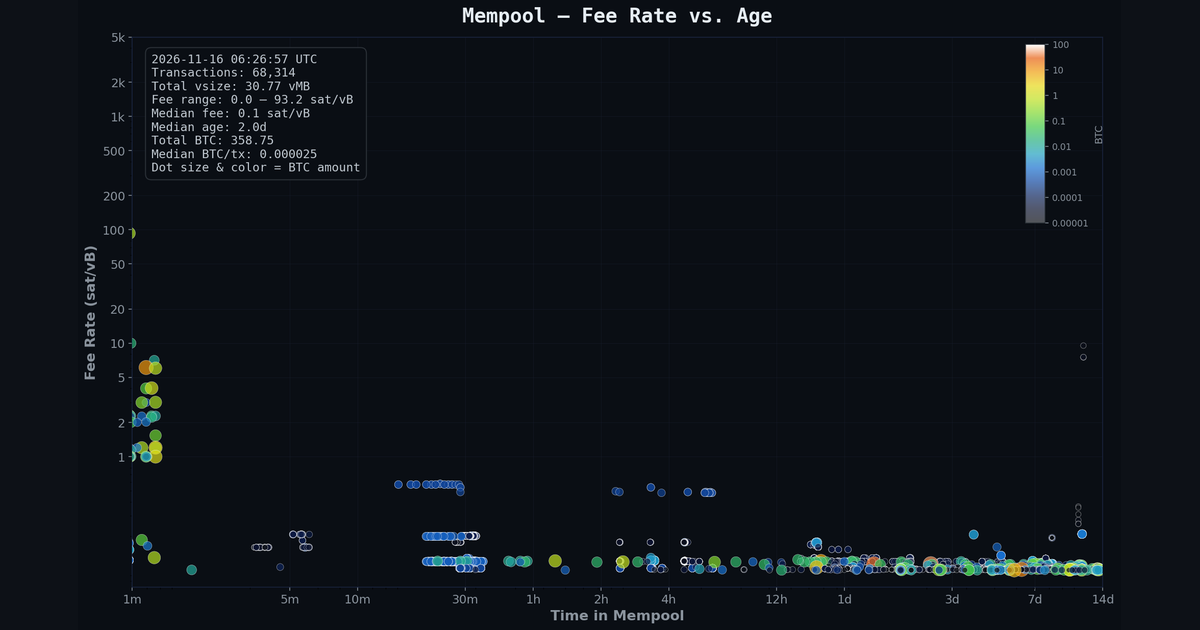 Mempool — Fee Rate vs. Age
2026-11-16 06:26:57 UTC
Transactions: 68,314
Total vsize: 30.77 vMB
Fee range: 0.0 – 93.2 sat/vB
Median fee: 0.1 sat/vB
Median age: 2.0d
Total BTC: 358.75
Median BTC/tx: 0.000025
Dot size & color = BTC amount
100
10
1
0.1
0.01
0.001
0.0001
0.00001
BTC
Fee Rate (sat/vB)
5k
2k
1k
500
200
100
50
20
10
5
2
1
1m 5m 10m 30m 1h 2h 4h 12h 1d 3d 7d 14d
Time in Mempool